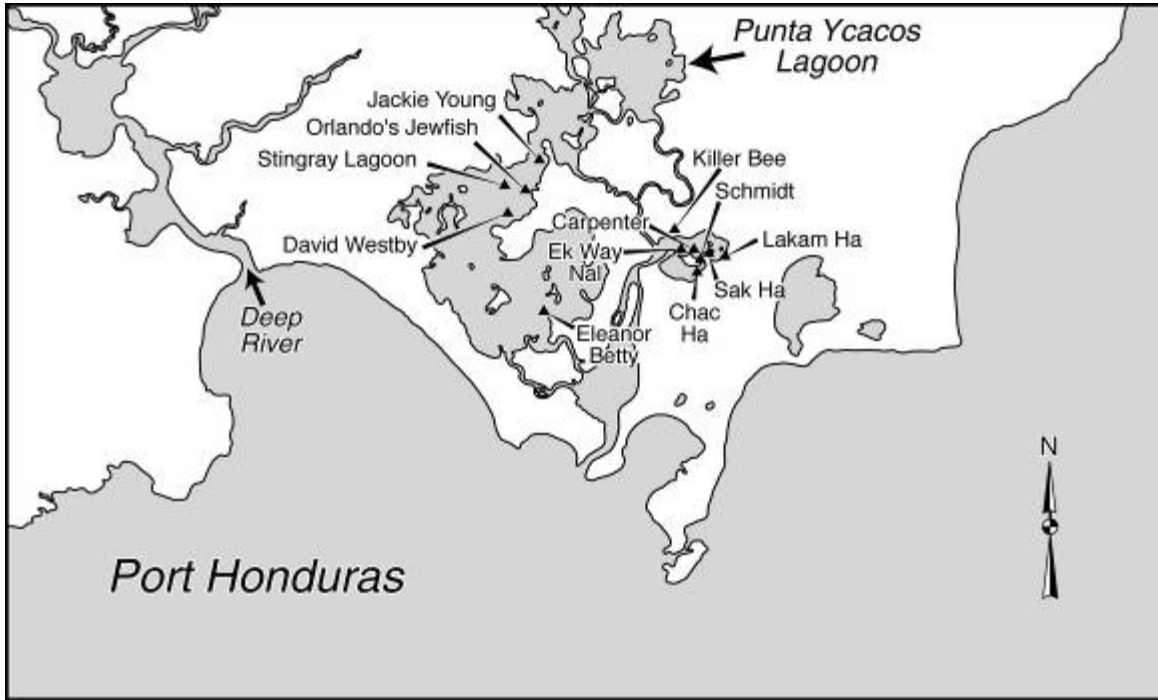 Punta Ycacos
Lagoon
Jackie Young
Orlando's Jewfish
Stingray Lagoon
David Westby
Killer Bee
Schmidt
Carpenter
Ek Way
Nal
Lakam Ha
Sak Ha
Chac
Ha
Eleanor
Betty
Deep
River
N
Port Honduras